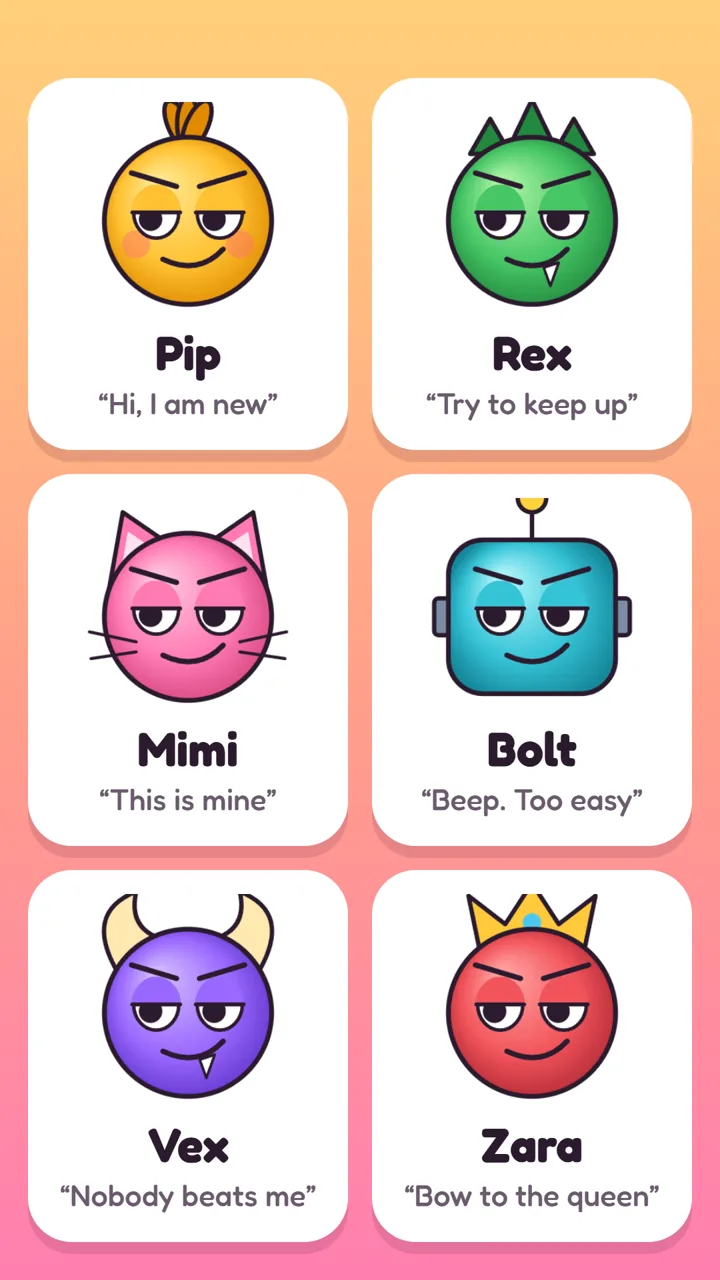 Pip
“Hi, I am new”
Rex
“Try to keep up”
Mimi
“This is mine”
Bolt
“Beep. Too easy”
Vex
“Nobody beats me”
Zara
“Bow to the queen”